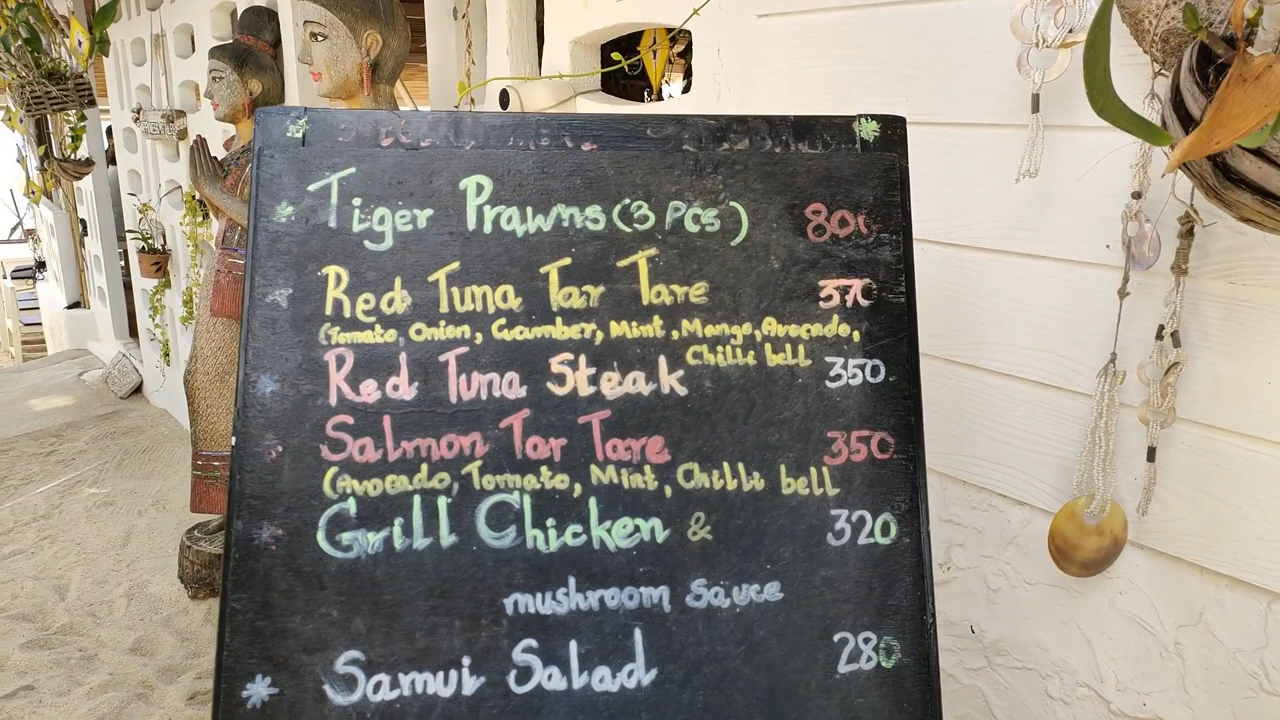 Tiger Prawns (3 Pcs) 800
Red Tuna Tar Tare 370
(Tomato, Onion, Cucumber, Mint, Mango, Avocado,
Chilli bell
Red Tuna Steak 350
Salmon Tar Tare 350
(Avocado, Tomato, Mint, Chilli bell
Grill Chicken & 320
mushroom Sauce
Samui Salad 280